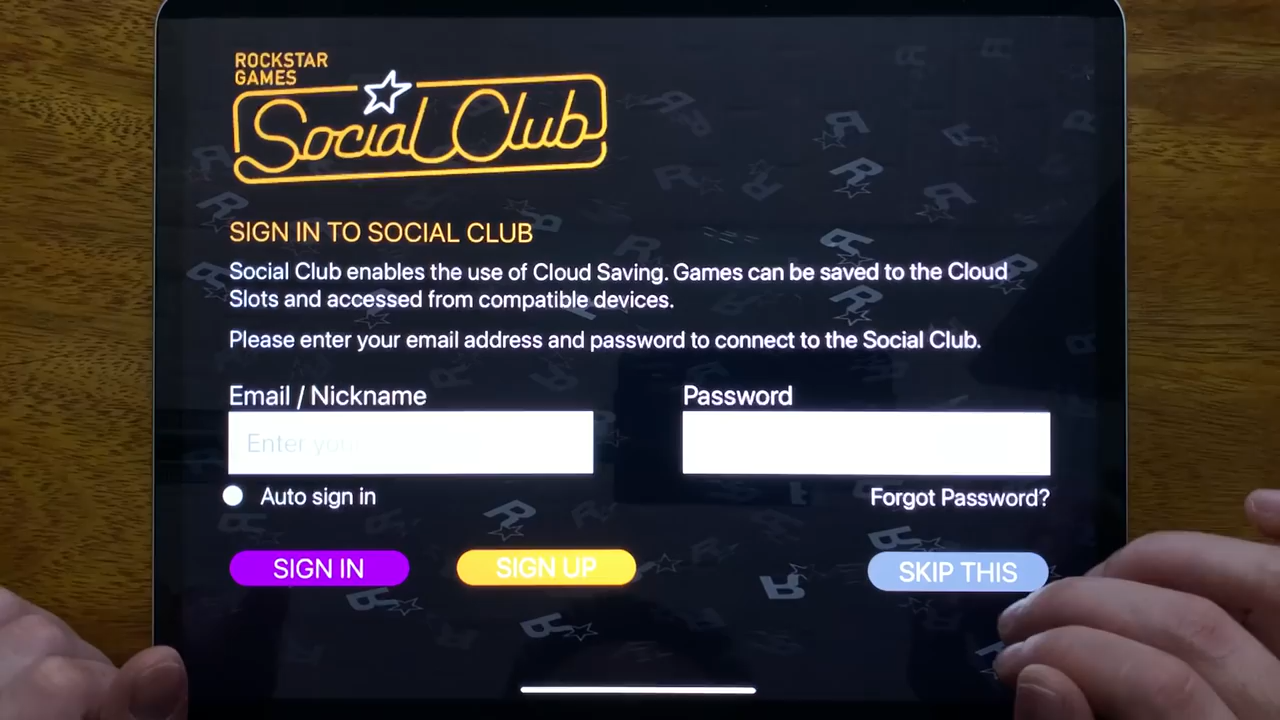 ROCKSTAR
GAMES
Social Club
SIGN IN TO SOCIAL CLUB
Social Club enables the use of Cloud Saving. Games can be saved to the Cloud
Slots and accessed from compatible devices.
Please enter your email address and password to connect to the Social Club.
Email / Nickname
Password
Enter your
Auto sign in
Forgot Password?
SIGN IN
SIGN UP
SKIP THIS